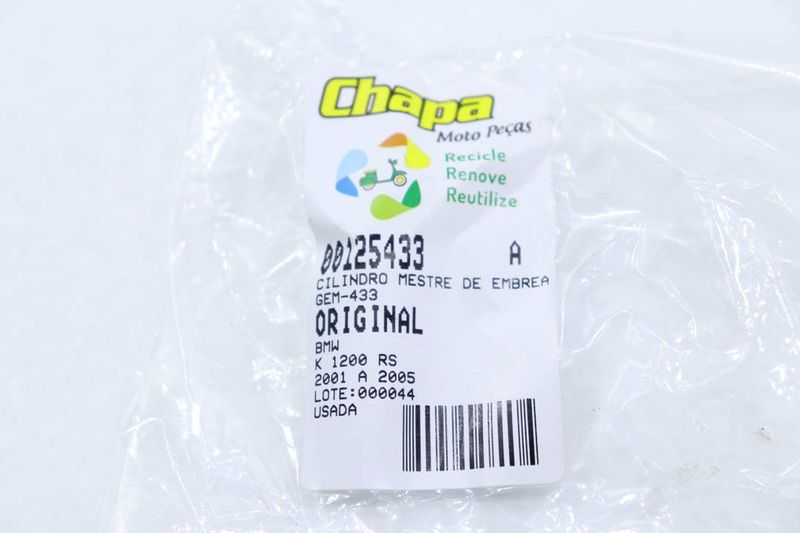 Chapa
Moto Peças
Recicle
Renove
Reutilize
00125433 A
CILINDRO MESTRE DE EMBREA
GEM-433
ORIGINAL
BMW
K 1200 RS
2001 A 2005
LOTE:000044
USADA